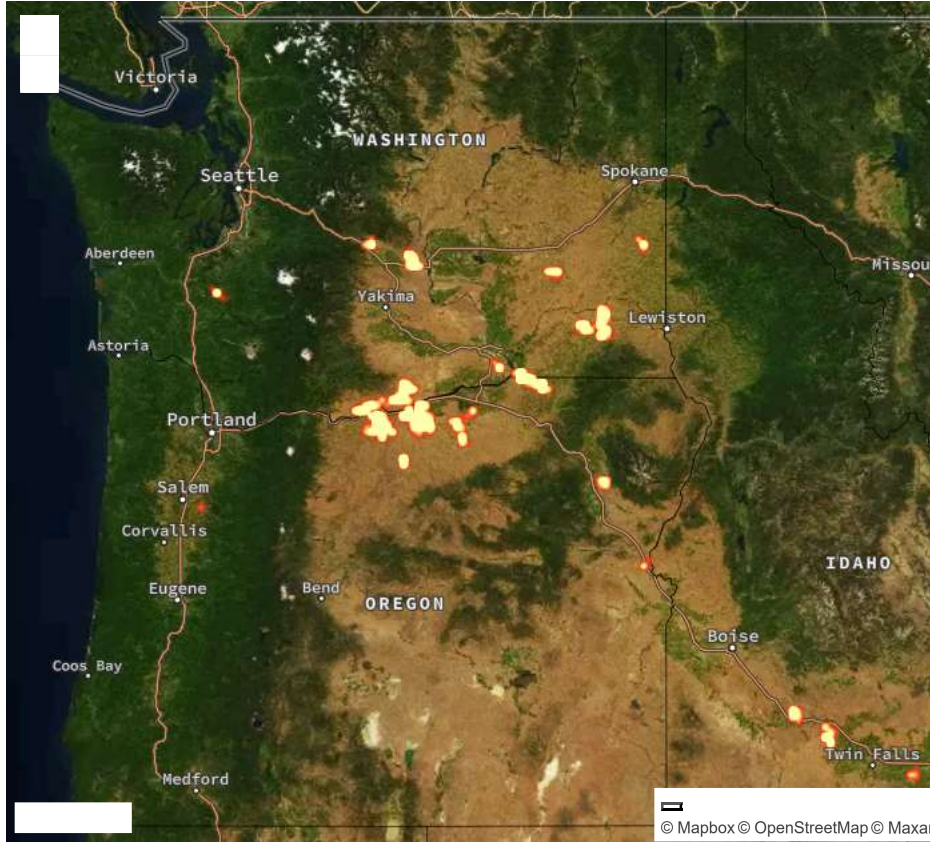 Victoria
WASHINGTON
Seattle
Spokane
Aberdeen
Missou
Yakima
Lewiston
Astoria
Portland
Salem
Corvallis
IDAHO
Eugene
Bend
OREGON
Boise
Coos Bay
Twin Falls
Medford
© Mapbox © OpenStreetMap © Maxar